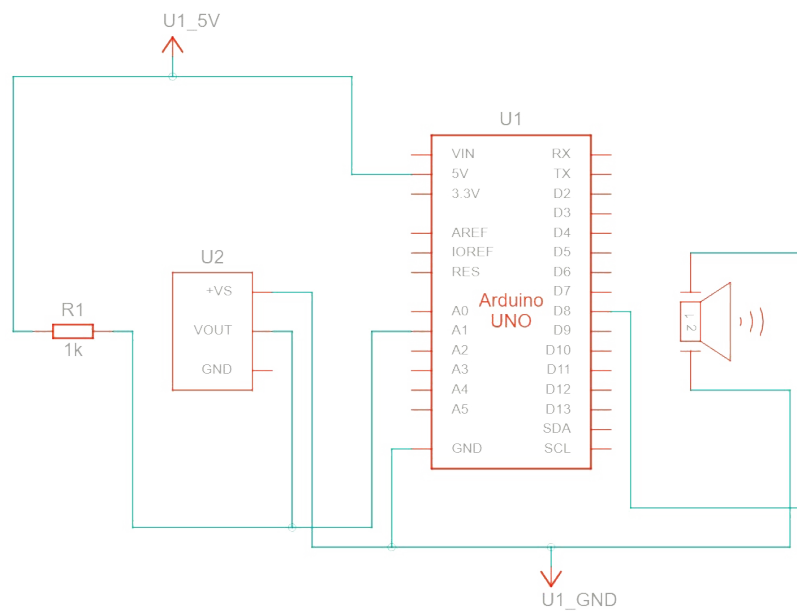 U1_5V
U1
VIN
5V
3.3V
AREF
IOREF
RES
A0
A1
A2
A3
A4
A5
GND
RX
TX
D2
D3
D4
D5
D6
D7
D8
D9
D10
D11
D12
D13
SDA
SCL
Arduino
UNO
U2
+VS
VOUT
GND
R1
1k
U1_GND